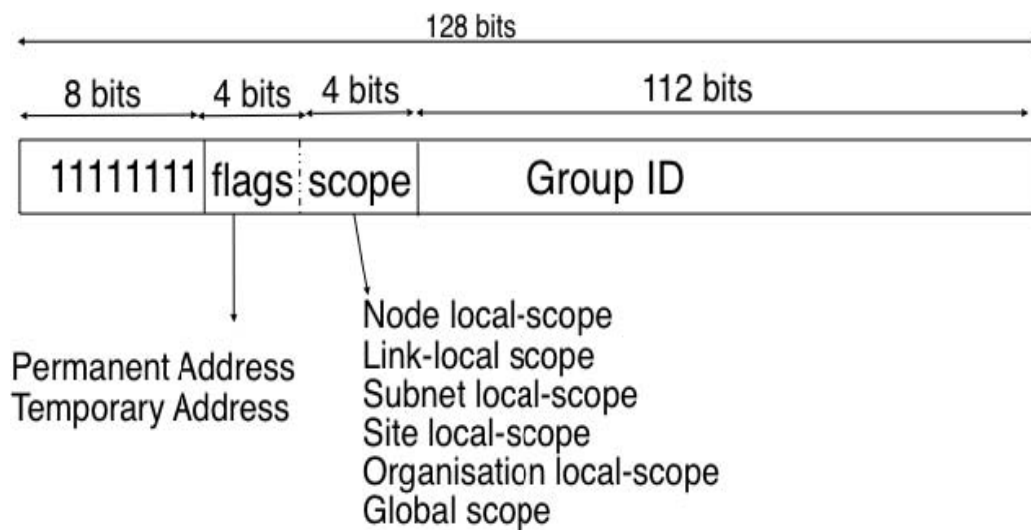 128 bits
8 bits 4 bits 4 bits 112 bits
11111111 flags scope Group ID
Permanent Address
Temporary Address
Node local-scope
Link-local scope
Subnet local-scope
Site local-scope
Organisation local-scope
Global scope